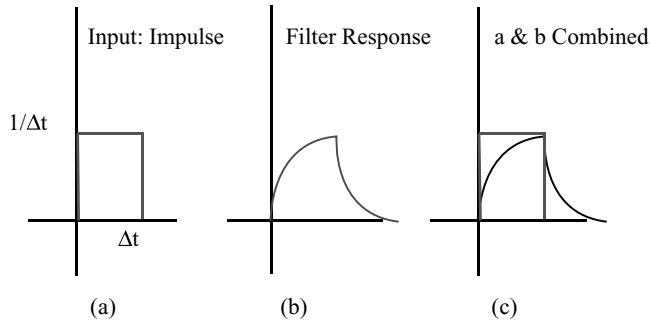 Input: Impulse
Filter Response
a & b Combined
1/Δt
Δt
(a)
(b)
(c)